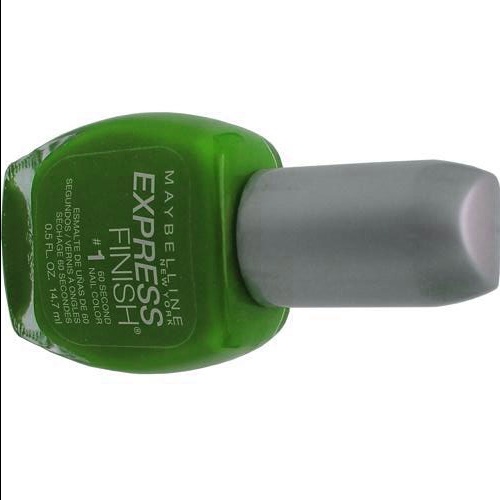 MAYBELLINE
NEW YORK
EXPRESS
FINISH®
60 SECOND
#1 NAIL COLOR
ESMALTE DE UÑAS DE 60
SEGUNDOS / VERNIS A ONGLES
SECHAGE 60 SECONDES
0.5 FL. OZ. 14.7 ml